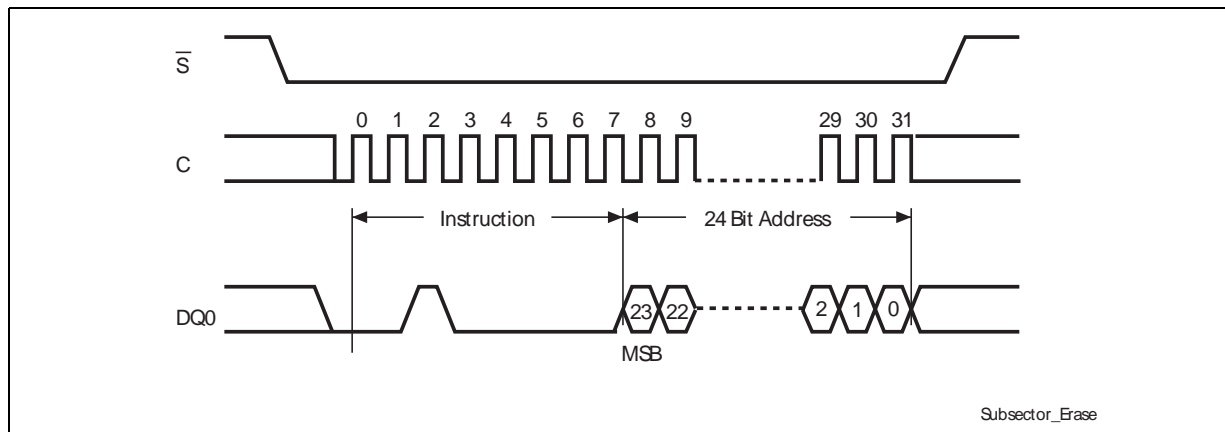 S̅
0 1 2 3 4 5 6 7 8 9 29 30 31
C
Instruction 24 Bit Address
DQ0 23 22 2 1 0
MSB
Subsector_Erase